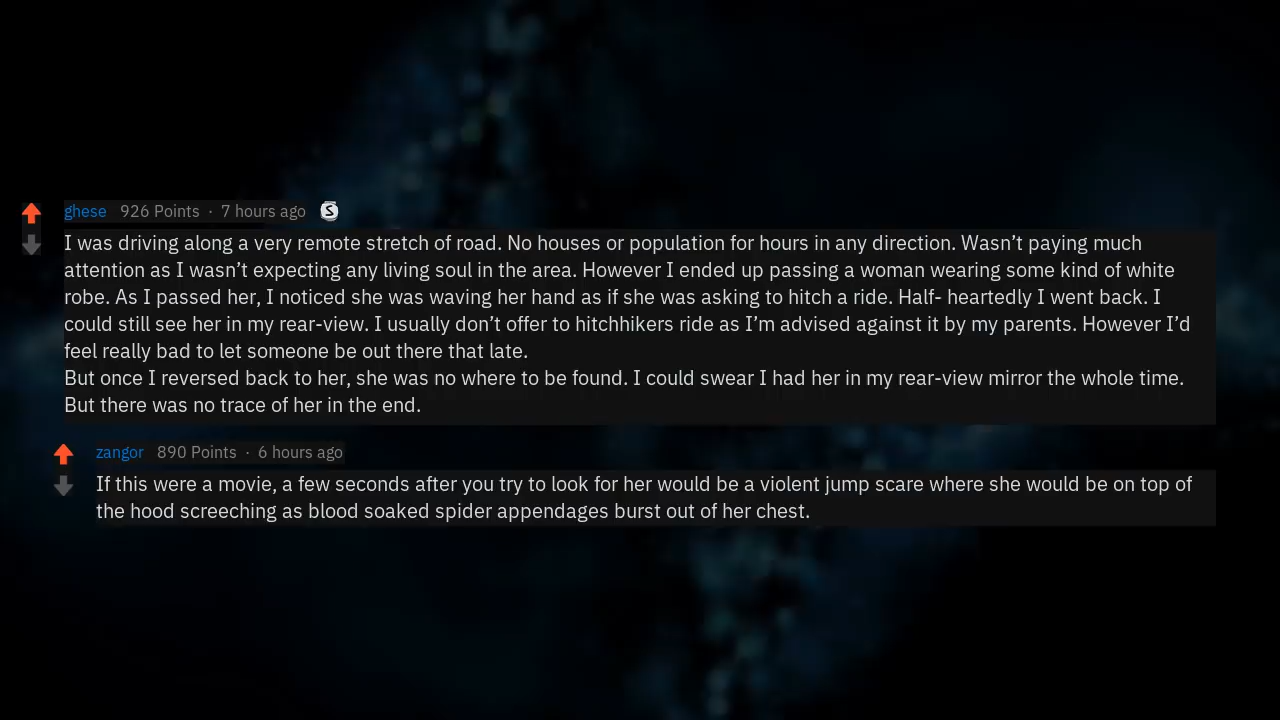 ghese 926 Points · 7 hours ago S
I was driving along a very remote stretch of road. No houses or population for hours in any direction. Wasn’t paying much
attention as I wasn’t expecting any living soul in the area. However I ended up passing a woman wearing some kind of white
robe. As I passed her, I noticed she was waving her hand as if she was asking to hitch a ride. Half- heartedly I went back. I
could still see her in my rear-view. I usually don’t offer to hitchhikers ride as I’m advised against it by my parents. However I’d
feel really bad to let someone be out there that late.
But once I reversed back to her, she was no where to be found. I could swear I had her in my rear-view mirror the whole time.
But there was no trace of her in the end.
zangor 890 Points · 6 hours ago
If this were a movie, a few seconds after you try to look for her would be a violent jump scare where she would be on top of
the hood screeching as blood soaked spider appendages burst out of her chest.